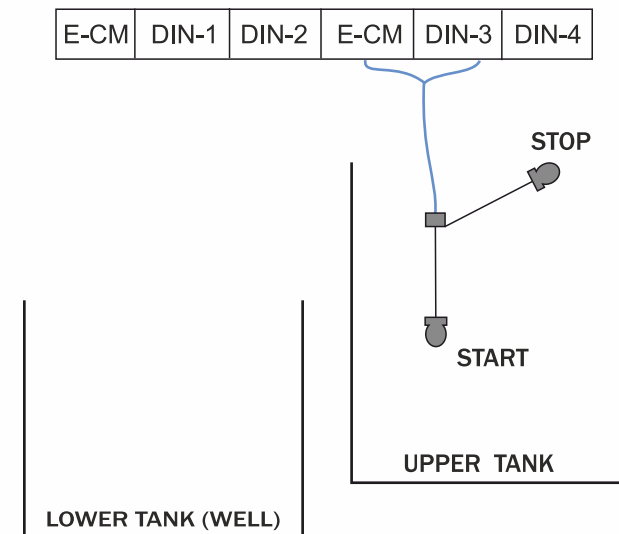 E-CM DIN-1 DIN-2 E-CM DIN-3 DIN-4
STOP
START
UPPER TANK
LOWER TANK (WELL)